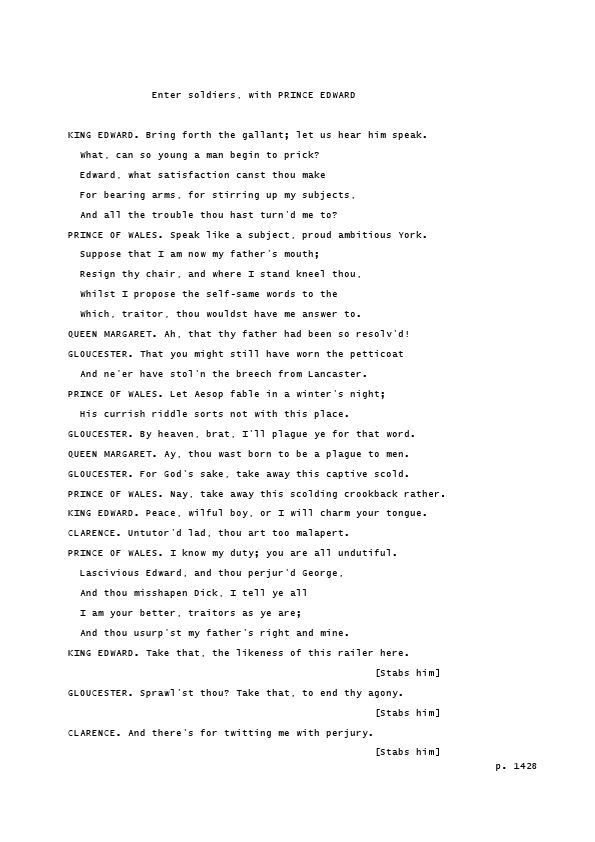 Enter soldiers, with PRINCE EDWARD
KING EDWARD. Bring forth the gallant; let us hear him speak.
What, can so young a man begin to prick?
Edward, what satisfaction canst thou make
For bearing arms, for stirring up my subjects,
And all the trouble thou hast turn'd me to?
PRINCE OF WALES. Speak like a subject, proud ambitious York.
Suppose that I am now my father's mouth;
Resign thy chair, and where I stand kneel thou,
Whilst I propose the self-same words to the
Which, traitor, thou wouldst have me answer to.
QUEEN MARGARET. Ah, that thy father had been so resolv'd!
GLOUCESTER. That you might still have worn the petticoat
And ne'er have stol'n the breech from Lancaster.
PRINCE OF WALES. Let Aesop fable in a winter's night;
His currish riddle sorts not with this place.
GLOUCESTER. By heaven, brat, I'll plague ye for that word.
QUEEN MARGARET. Ay, thou wast born to be a plague to men.
GLOUCESTER. For God's sake, take away this captive scold.
PRINCE OF WALES. Nay, take away this scolding crookback rather.
KING EDWARD. Peace, wilful boy, or I will charm your tongue.
CLARENCE. Untutor'd lad, thou art too malapert.
PRINCE OF WALES. I know my duty; you are all undutiful.
Lascivious Edward, and thou perjur'd George,
And thou misshapen Dick, I tell ye all
I am your better, traitors as ye are;
And thou usurp'st my father's right and mine.
KING EDWARD. Take that, the likeness of this railer here.
[Stabs him]
GLOUCESTER. Sprawl'st thou? Take that, to end thy agony.
[Stabs him]
CLARENCE. And there's for twitting me with perjury.
[Stabs him]
p. 1428